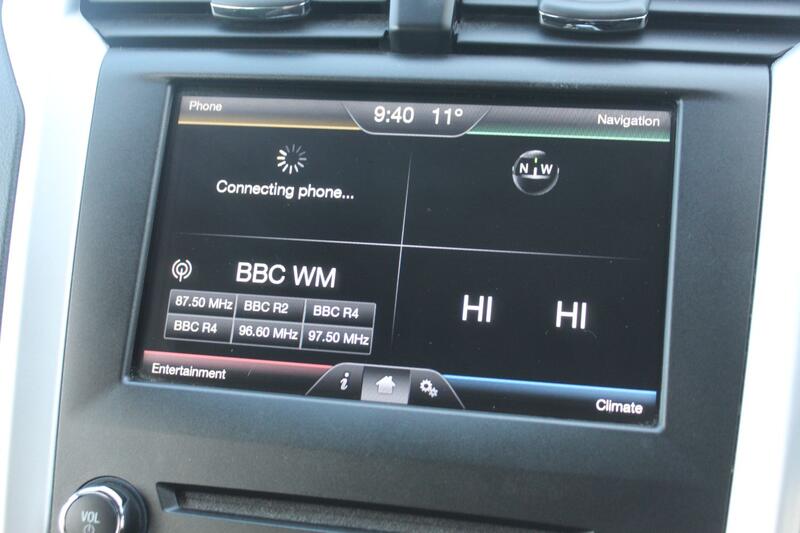 Phone
9:40 11°
Navigation
Connecting phone...
N W
BBC WM
87.50 MHz BBC R2 BBC R4
BBC R4 96.60 MHz 97.50 MHz
HI HI
Entertainment
i
Climate
VOL